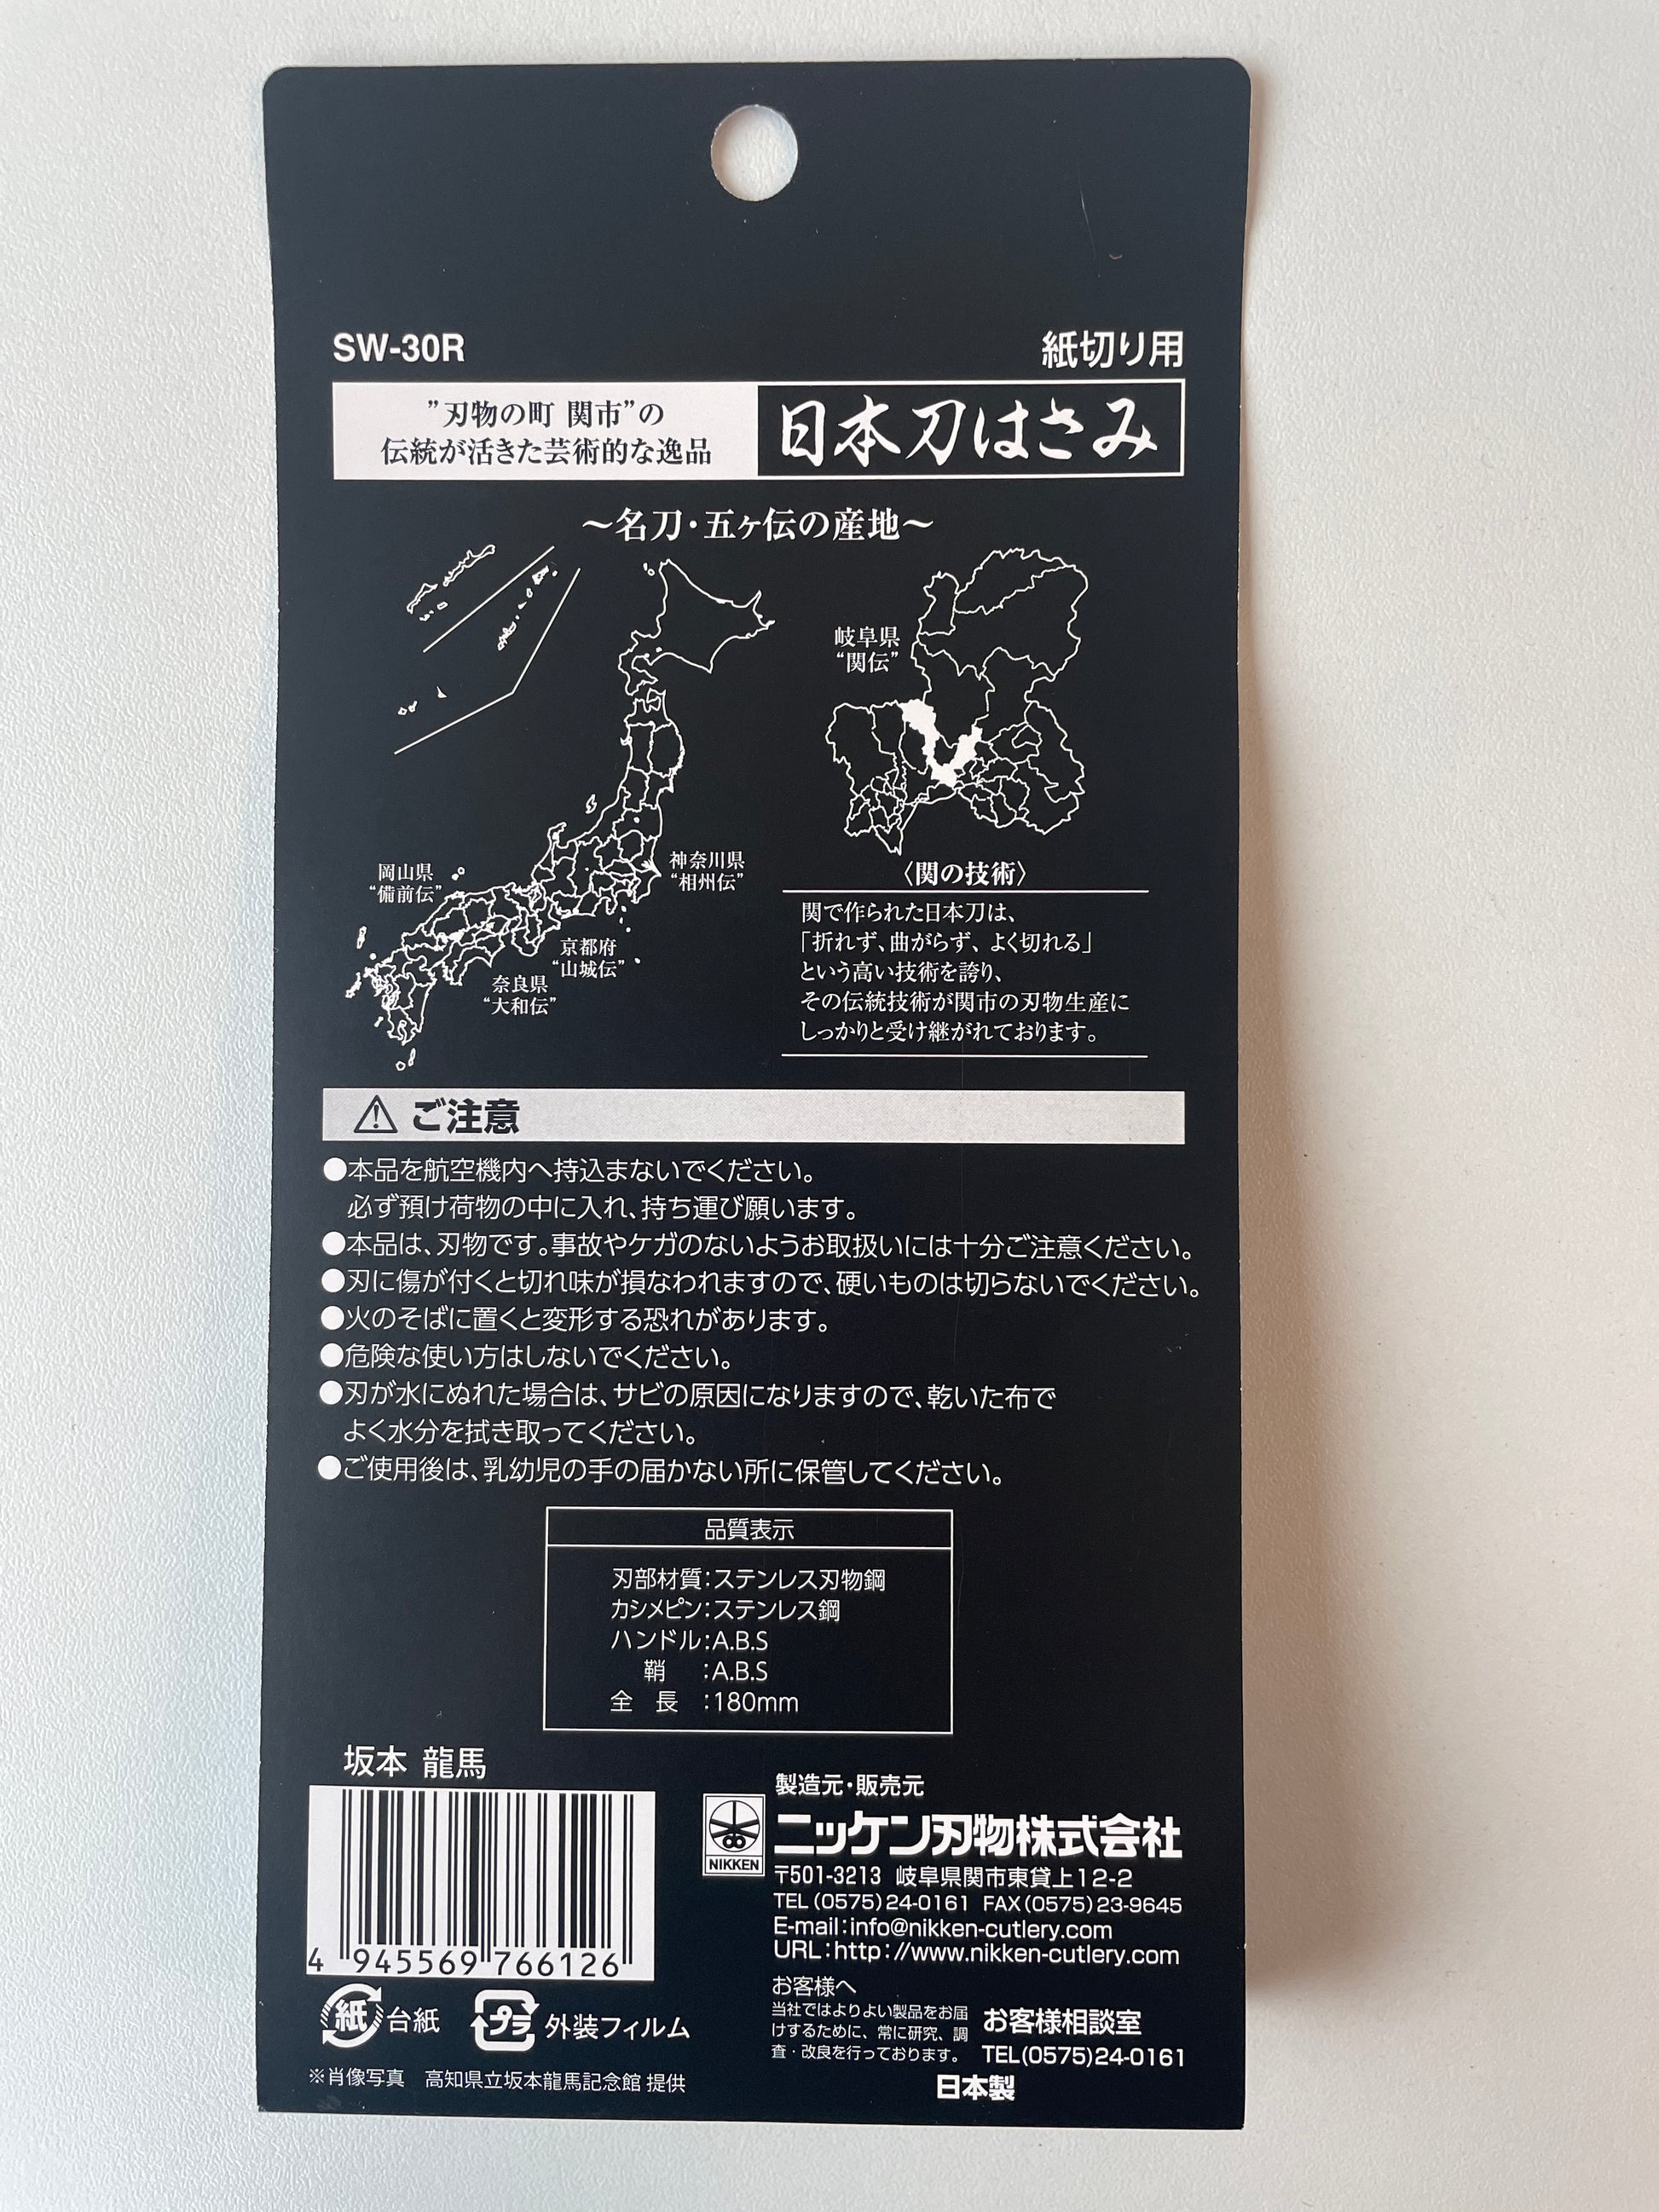 SW-30R
紙切り用
”刃物の町 関市”の
伝統が活きた芸術的な逸品
日本刀はさみ
～名刀・五ヶ伝の産地～
岐阜県
“関伝”
岡山県
“備前伝”
神奈川県
“相州伝”
京都府
“山城伝”
奈良県
“大和伝”
〈関の技術〉
関で作られた日本刀は、
「折れず、曲がらず、よく切れる」
という高い技術を誇り、
その伝統技術が関市の刃物生産に
しっかりと受け継がれております。
ご注意
●本品を航空機内へ持込まないでください。
必ず預け荷物の中に入れ、持ち運び願います。
●本品は、刃物です。事故やケガのないようお取扱いには十分ご注意ください。
●刃に傷が付くと切れ味が損なわれますので、硬いものは切らないでください。
●火のそばに置くと変形する恐れがあります。
●危険な使い方はしないでください。
●刃が水にぬれた場合は、サビの原因になりますので、乾いた布で
よく水分を拭き取ってください。
●ご使用後は、乳幼児の手の届かない所に保管してください。
品質表示
刃部材質：ステンレス刃物鋼
カシメピン：ステンレス鋼
ハンドル：A.B.S
鞘　：A.B.S
全　長　：180mm
坂本 龍馬
4 945569 766126
紙 台紙
プラ 外装フィルム
※肖像写真　高知県立坂本龍馬記念館 提供
製造元・販売元
NIKKEN
ニッケン刃物株式会社
〒501-3213 岐阜県関市東貸上12-2
TEL(0575)24-0161 FAX(0575)23-9645
E-mail：info@nikken-cutlery.com
URL：http：//www.nikken-cutlery.com
お客様へ
当社ではよりよい製品をお届
けするために、常に研究、調
査・改良を行っております。
お客様相談室
TEL(0575)24-0161
日本製